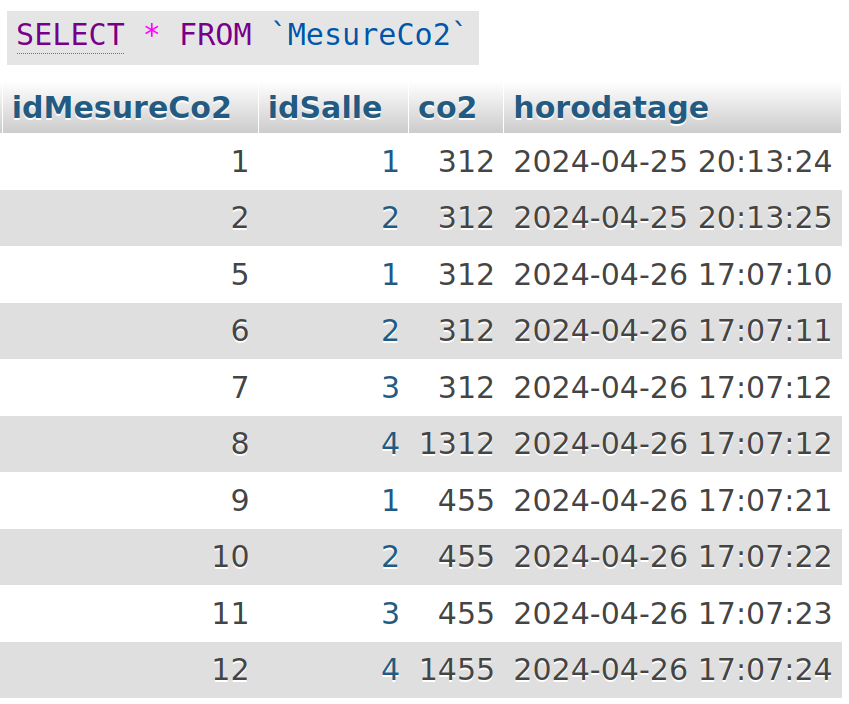 SELECT * FROM `MesureCo2`
idMesureCo2 idSalle co2 horodatage
1 1 312 2024-04-25 20:13:24
2 2 312 2024-04-25 20:13:25
5 1 312 2024-04-26 17:07:10
6 2 312 2024-04-26 17:07:11
7 3 312 2024-04-26 17:07:12
8 4 1312 2024-04-26 17:07:12
9 1 455 2024-04-26 17:07:21
10 2 455 2024-04-26 17:07:22
11 3 455 2024-04-26 17:07:23
12 4 1455 2024-04-26 17:07:24